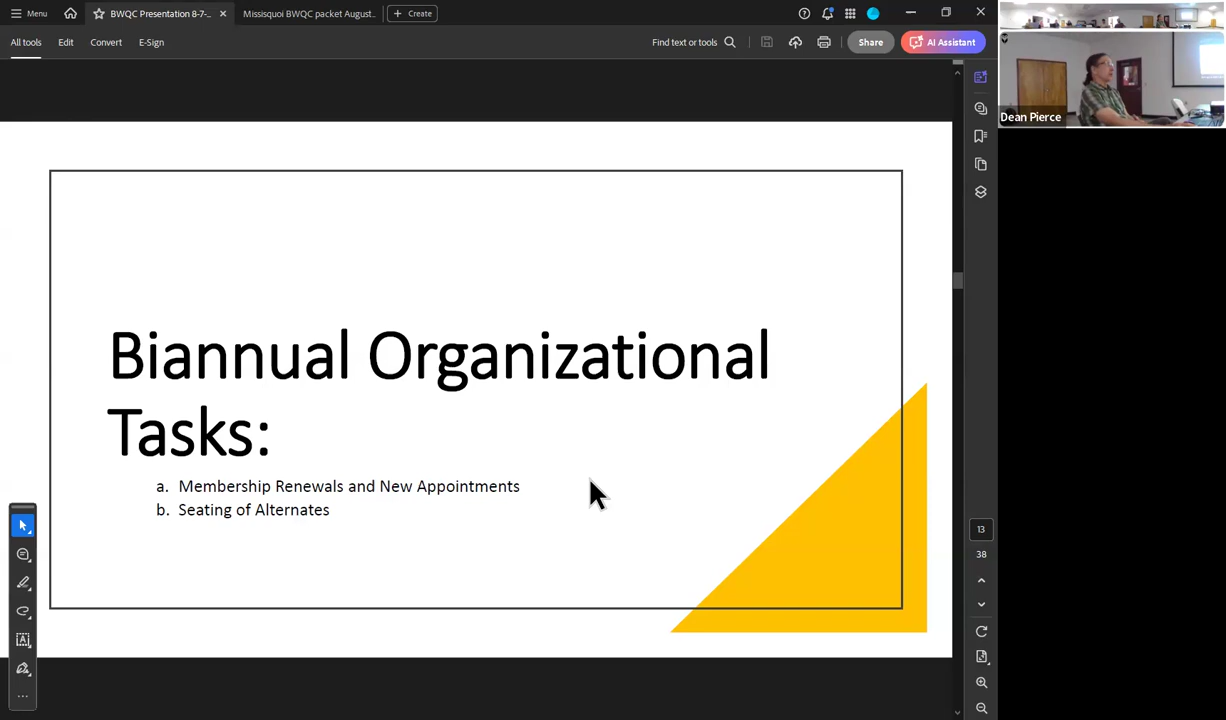 Menu
BWQC Presentation 8-7-...
Missisquoi BWQC packet August...
Create
All tools
Edit
Convert
E-Sign
Find text or tools
Share
AI Assistant
Dean Pierce
Biannual Organizational
Tasks:
a. Membership Renewals and New Appointments
b. Seating of Alternates
13
38